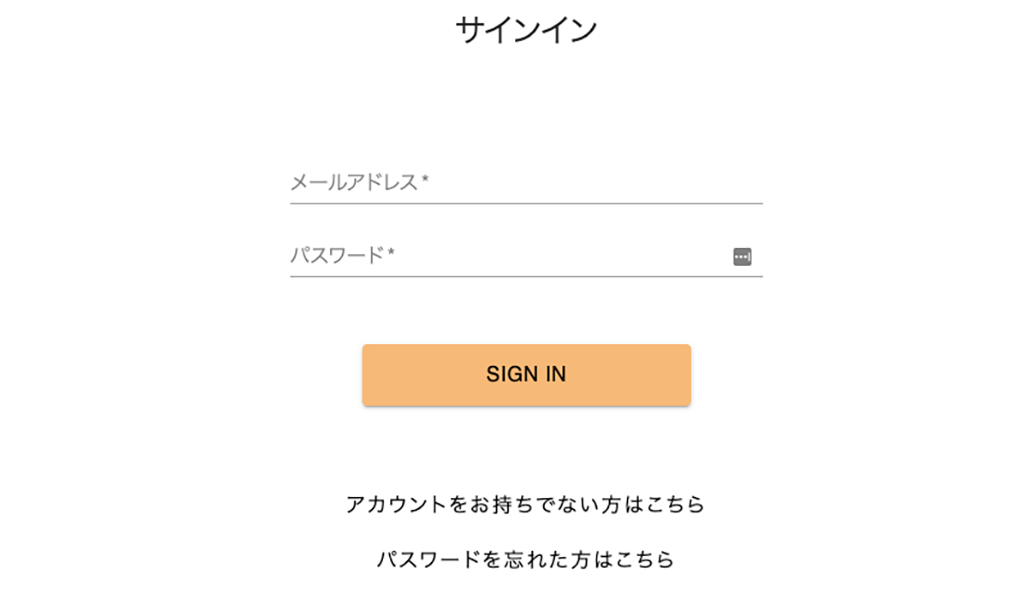 サインイン
メールアドレス *
パスワード *
SIGN IN
アカウントをお持ちでない方はこちら
パスワードを忘れた方はこちら